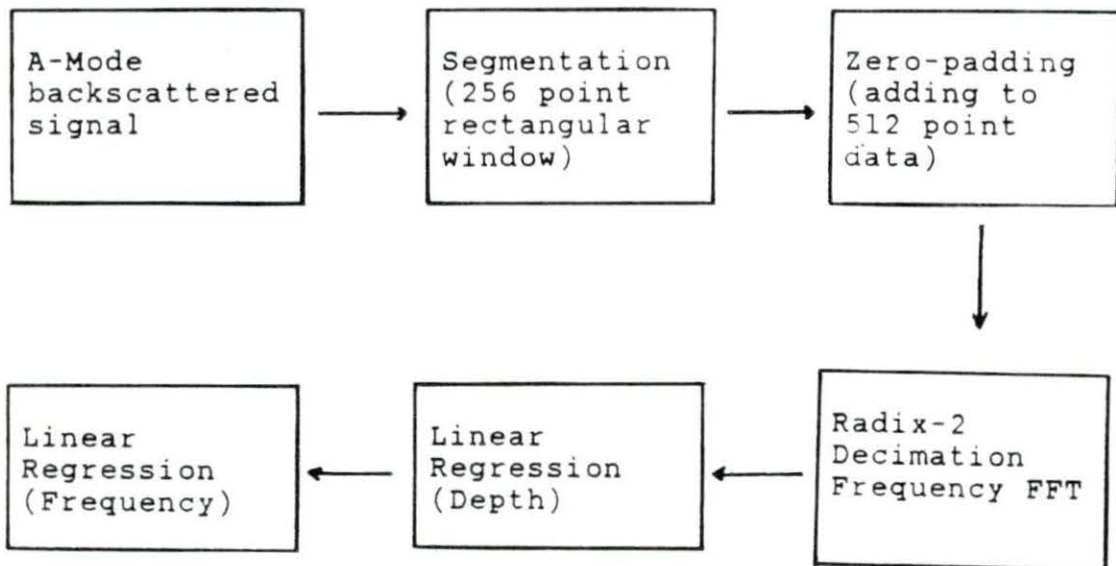 A-Mode
backscattered
signal
Segmentation
(256 point
rectangular
window)
Zero-padding
(adding to
512 point
data)
Radix-2
Decimation
Frequency FFT
Linear
Regression
(Depth)
Linear
Regression
(Frequency)